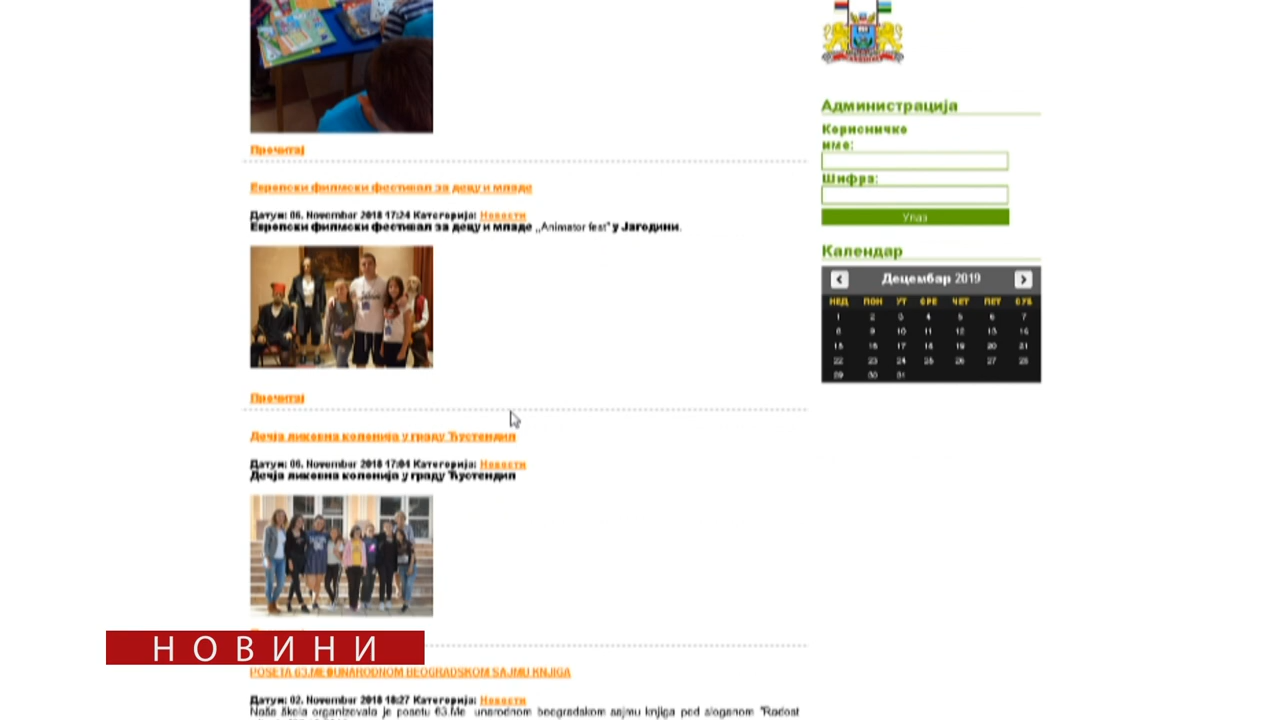 Прочитај
Европски филмски фестивал за децу и младе
Датум: 06. Novembar 2018 17:24 Категорија: Новости
Европски филмски фестивал за децу и младе ,,Animator fest" у Јагодини.
Прочитај
Дечја ликовна колонија у граду Ћустендил
Датум: 06. Novembar 2018 17:04 Категорија: Новости
Дечја ликовна колонија у граду Ћустендил
POSETA 63.MEĐUNARODNOM BEOGRADSKOM SAJMU KNJIGA
Датум: 02. Novembar 2018 18:27 Категорија: Новости
Naša škola organizovala je posetu 63.Me unarodnom beogradskom sajmu knjiga pod sloganom "Radost
Администрација
Корисничко
име:
Шифра:
Улаз
Календар
Децембар 2019
НЕД ПОН УТ СРЕ ЧЕТ ПЕТ СУБ
1 2 3 4 5 6 7
8 9 10 11 12 13 14
15 16 17 18 19 20 21
22 23 24 25 26 27 28
29 30 31
НОВИНИ